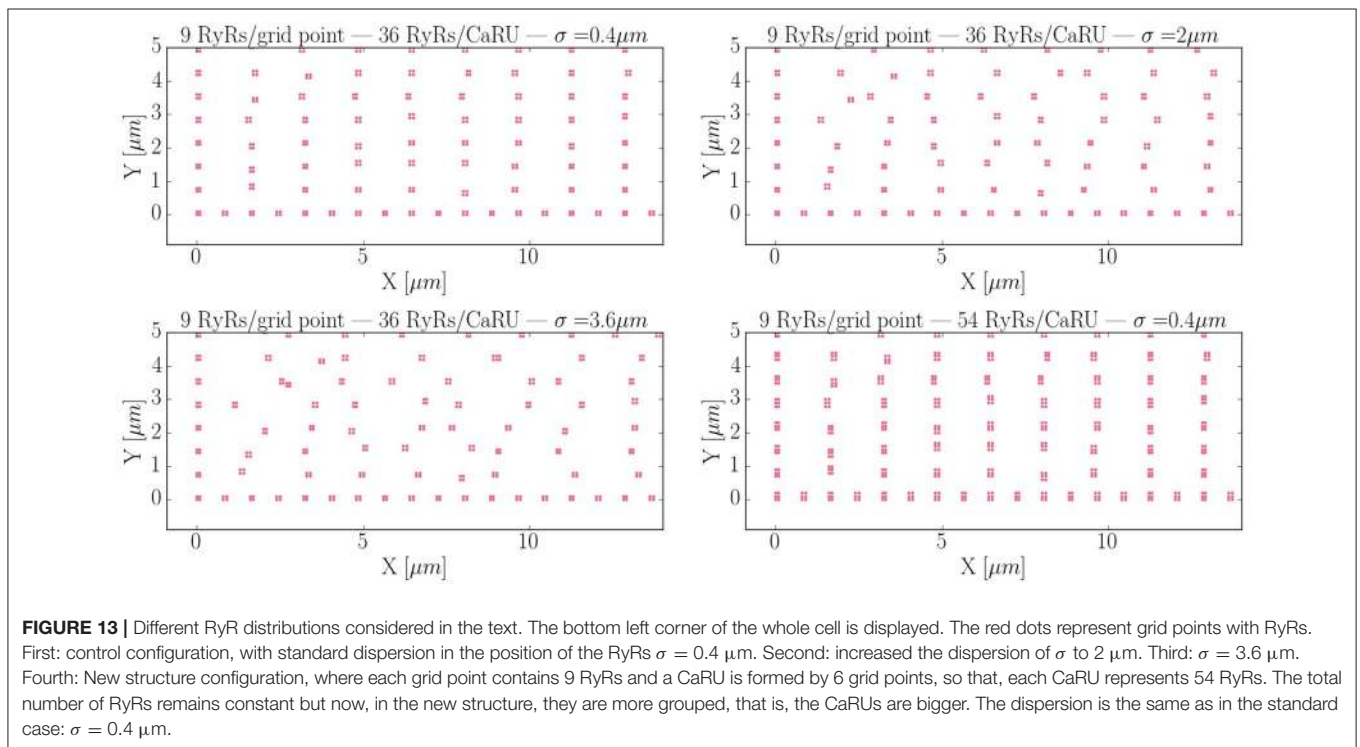 9 RyRs/grid point — 36 RyRs/CaRU — σ =0.4μm
5
4
3
2
1
0
Y [μm]
0 5 10
X [μm]
9 RyRs/grid point — 36 RyRs/CaRU — σ =2μm
5
4
3
2
1
0
Y [μm]
0 5 10
X [μm]
9 RyRs/grid point — 36 RyRs/CaRU — σ =3.6μm
5
4
3
2
1
0
Y [μm]
0 5 10
X [μm]
9 RyRs/grid point — 54 RyRs/CaRU — σ =0.4μm
5
4
3
2
1
0
Y [μm]
0 5 10
X [μm]
FIGURE 13 | Different RyR distributions considered in the text. The bottom left corner of the whole cell is displayed. The red dots represent grid points with RyRs.
First: control configuration, with standard dispersion in the position of the RyRs σ = 0.4 μm. Second: increased the dispersion of σ to 2 μm. Third: σ = 3.6 μm.
Fourth: New structure configuration, where each grid point contains 9 RyRs and a CaRU is formed by 6 grid points, so that, each CaRU represents 54 RyRs. The total
number of RyRs remains constant but now, in the new structure, they are more grouped, that is, the CaRUs are bigger. The dispersion is the same as in the standard
case: σ = 0.4 μm.